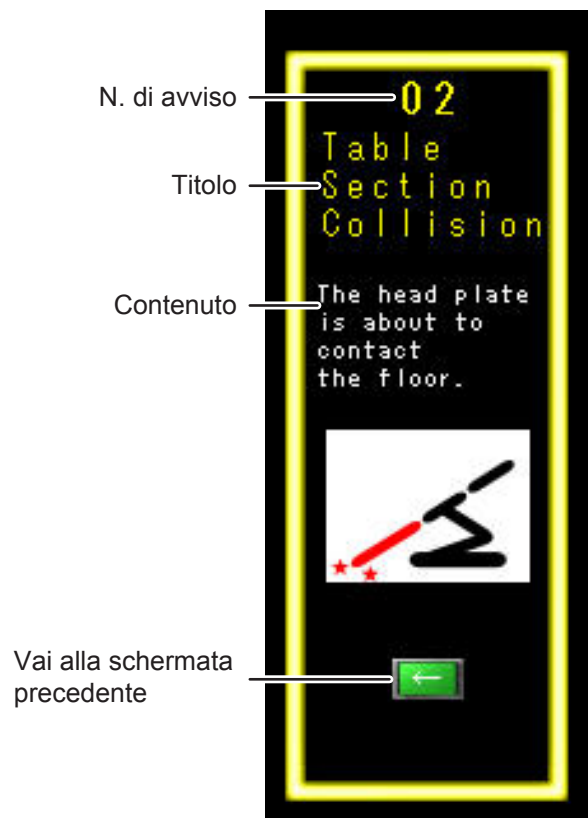 N. di avviso
02
Table
Titolo
Section
Collision
Contenuto
The head plate
is about to
contact
the floor.
Vai alla schermata
precedente